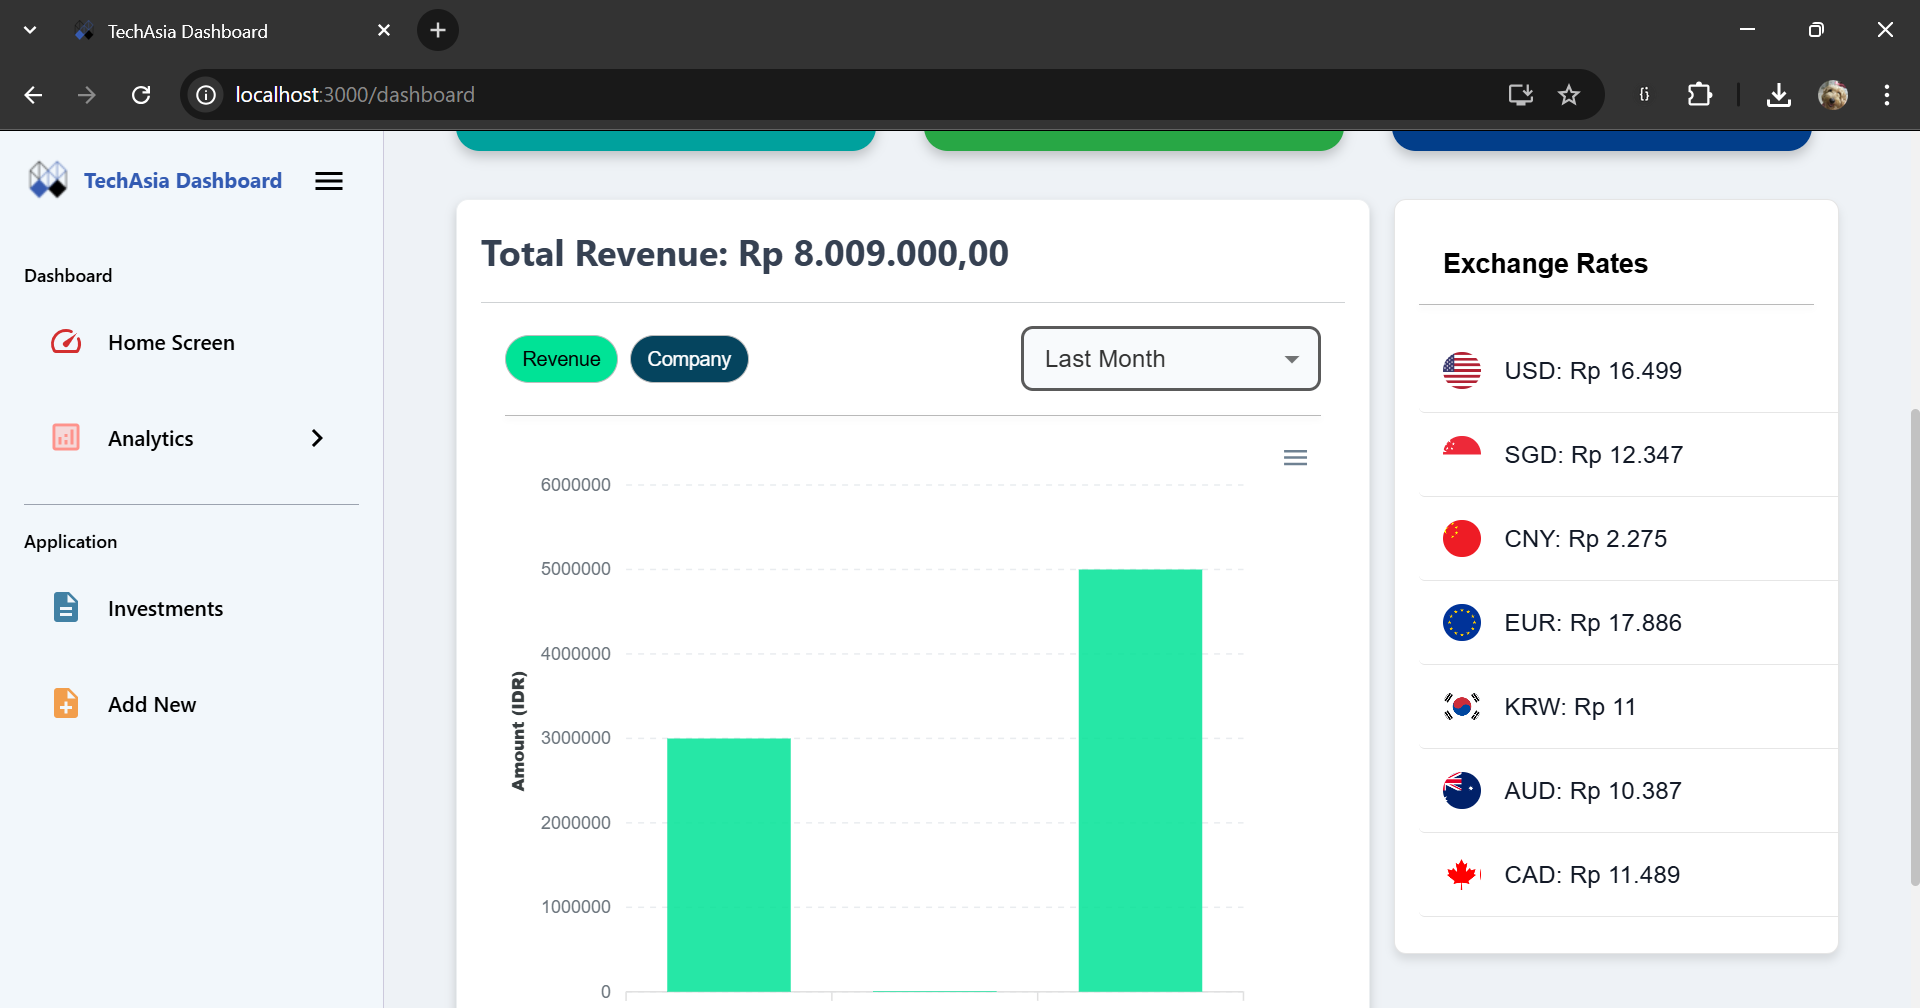 TechAsia Dashboard
localhost:3000/dashboard
TechAsia Dashboard
Dashboard
Home Screen
Analytics
Application
Investments
Add New
Total Revenue: Rp 8.009.000,00
Revenue
Company
Last Month
6000000
5000000
4000000
3000000
2000000
1000000
0
Amount (IDR)
Exchange Rates
USD: Rp 16.499
SGD: Rp 12.347
CNY: Rp 2.275
EUR: Rp 17.886
KRW: Rp 11
AUD: Rp 10.387
CAD: Rp 11.489